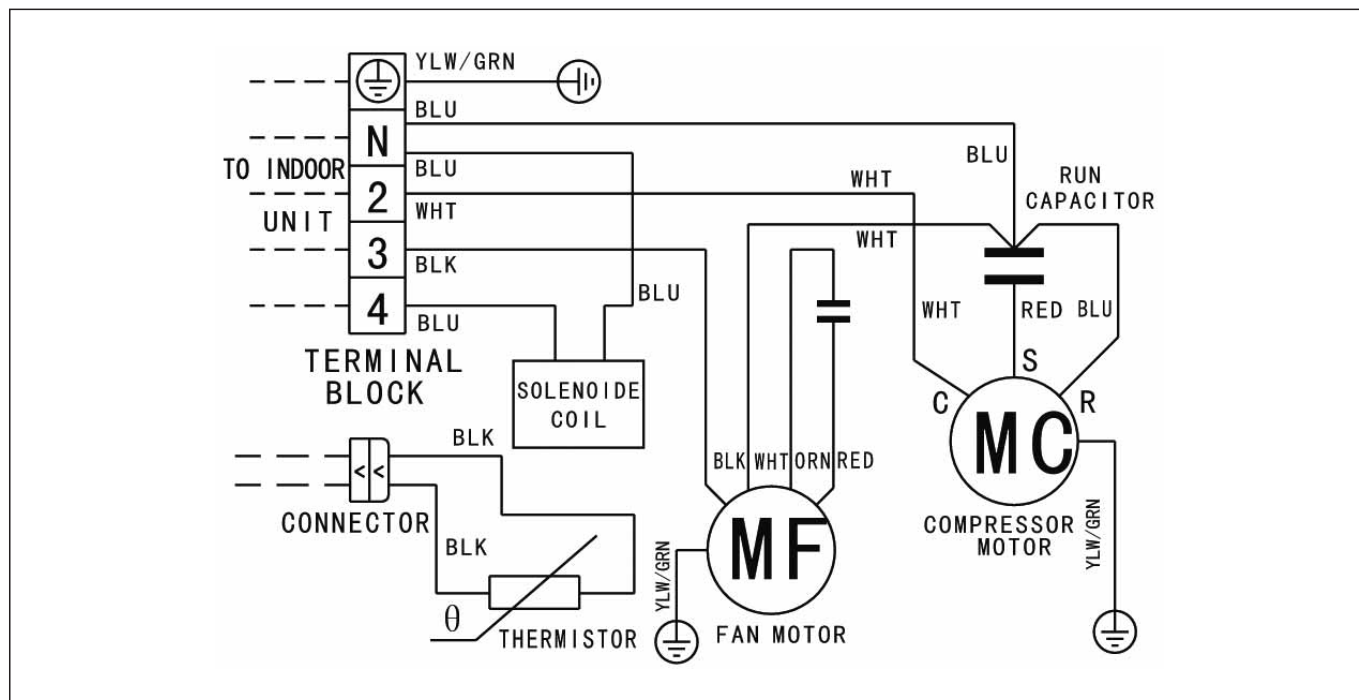 YLW/GRN
BLU
N
TO INDOOR
BLU
BLU
WHT
RUN
CAPACITOR
2
UNIT
WHT
WHT
3
BLK
BLU
WHT
RED
BLU
4
BLU
TERMINAL
BLOCK
SOLENOIDE
COIL
S
C
R
MC
BLK
BLK
WHT
ORN
RED
<<
CONNECTOR
COMPRESSOR
MOTOR
YLW/GRN
BLK
MF
YLW/GRN
θ
THERMISTOR
FAN MOTOR